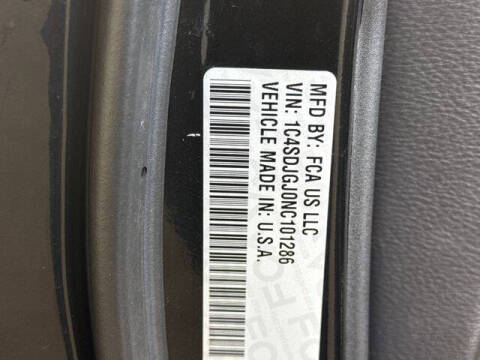 MFD BY: FCA US LLC
VIN: 1C4SDJGJ0NC101286
VEHICLE MADE IN: U.S.A.